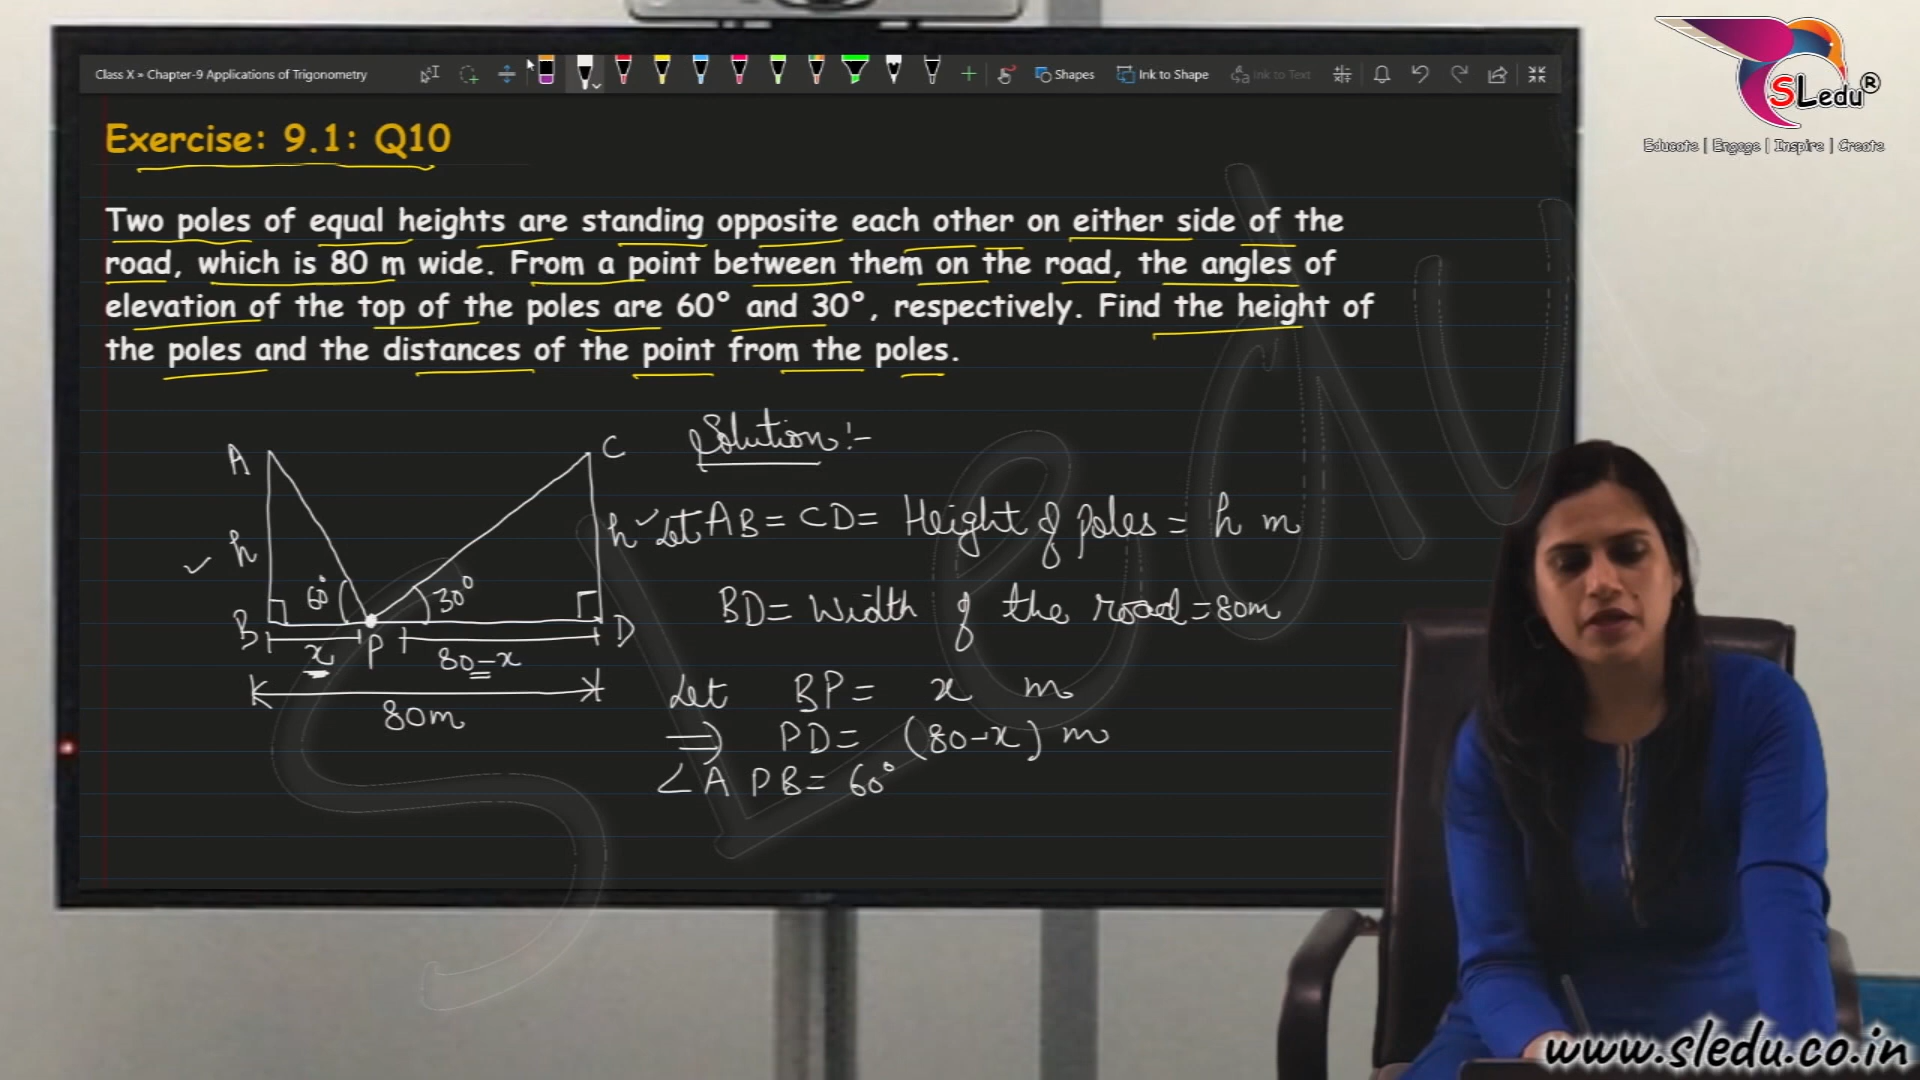 Class X » Chapter-9 Applications of Trigonometry
Shapes
Ink to Shape
Ink to Text
SLedu®
Educate | Engage | Inspire | Create
Exercise: 9.1: Q10
Two poles of equal heights are standing opposite each other on either side of the
road, which is 80 m wide. From a point between them on the road, the angles of
elevation of the top of the poles are 60° and 30°, respectively. Find the height of
the poles and the distances of the point from the poles.
Solution:-
A
C
h
h
60°
30°
B
P
D
x
80-x
80m
Let AB = CD = Height of poles = h m
BD = Width of the road = 80m
Let BP = x m
⇒ PD = (80-x) m
∠APB = 60°
SLedu
www.sledu.co.in